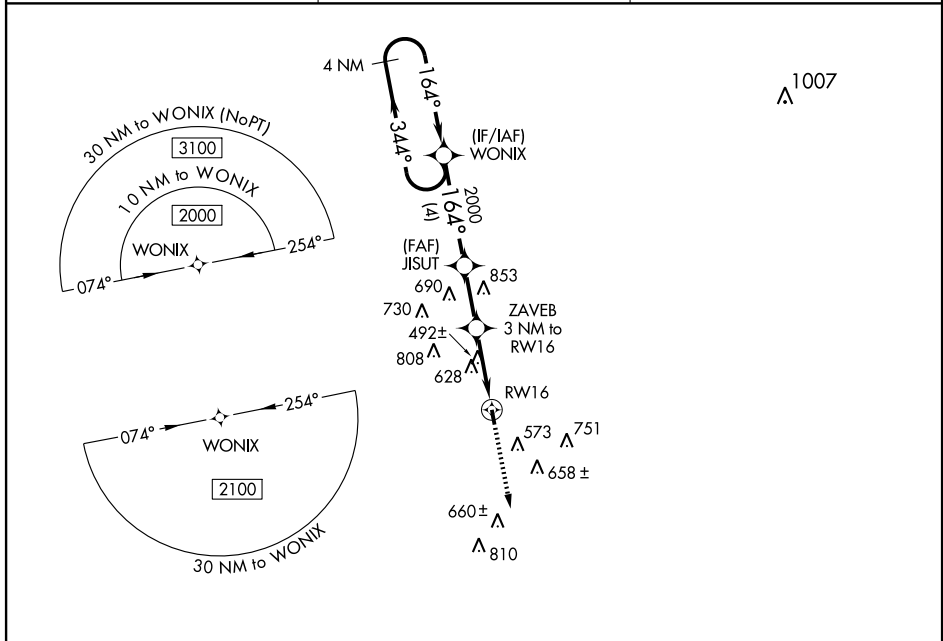 1007
4 NM
164°
344°
(IF/IAF)
WONIX
2000
164°
(4)
30 NM to WONIX (NoPT)
3100
10 NM to WONIX
2000
WONIX
074°
254°
(FAF)
JISUT
853
690
730
ZAVEB
3 NM to
RW16
492±
808
628
RW16
074°
254°
WONIX
2100
30 NM to WONIX
573
751
658 ±
660 ±
810